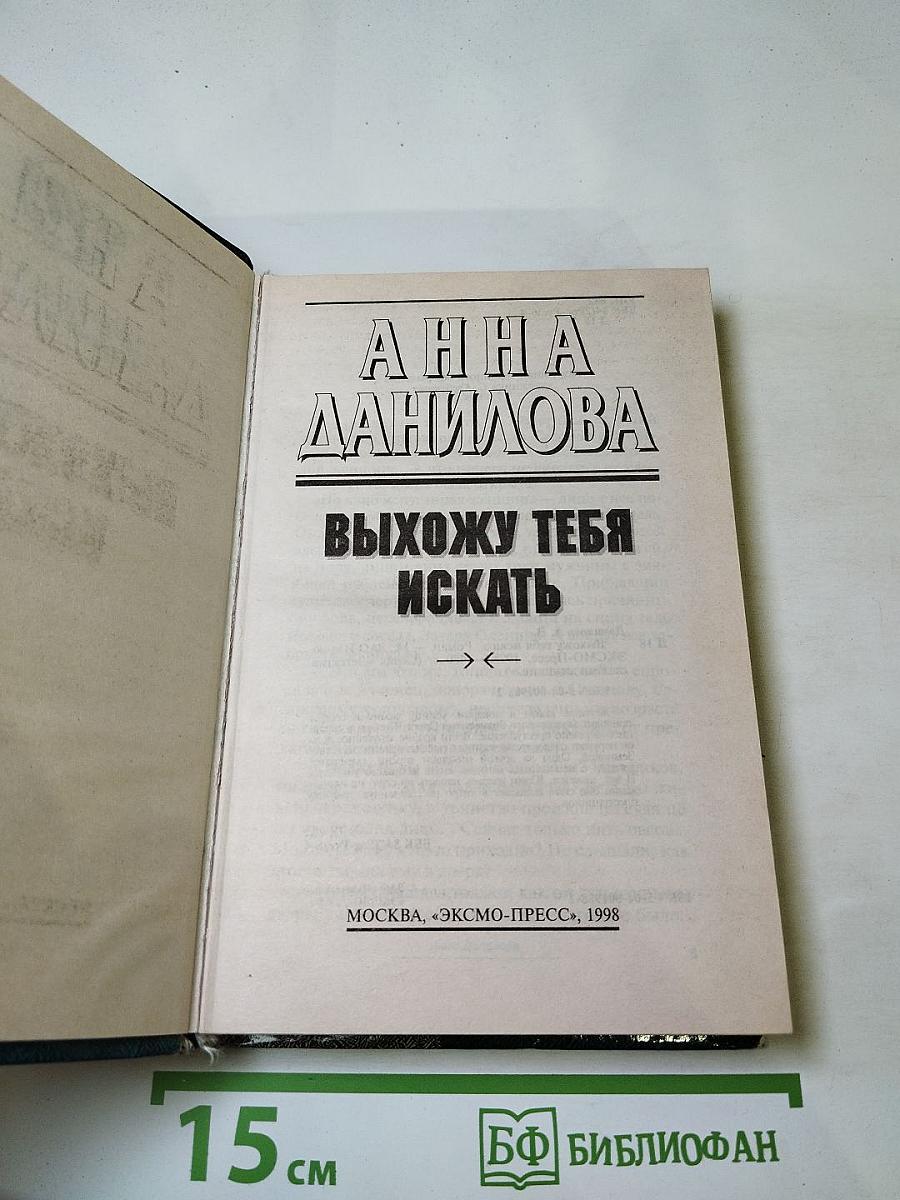 АННА
ДАНИЛОВА
ВЫХОЖУ ТЕБЯ
ИСКАТЬ
МОСКВА, «ЭКСМО-ПРЕСС», 1998
15 см
БФ БИБЛИОФАН